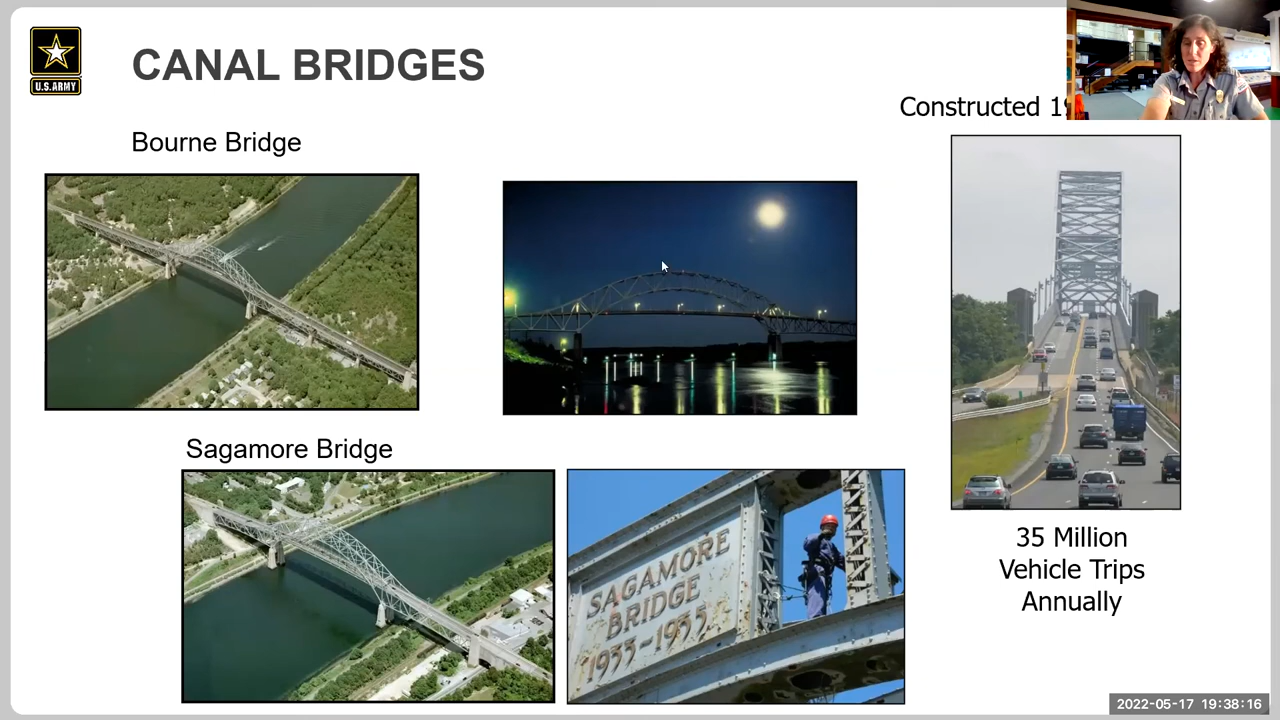 U.S.ARMY
CANAL BRIDGES
Constructed
Bourne Bridge
Sagamore Bridge
SAGAMORE
BRIDGE
1933-1935
35 Million
Vehicle Trips
Annually
2022-05-17 19:38:16